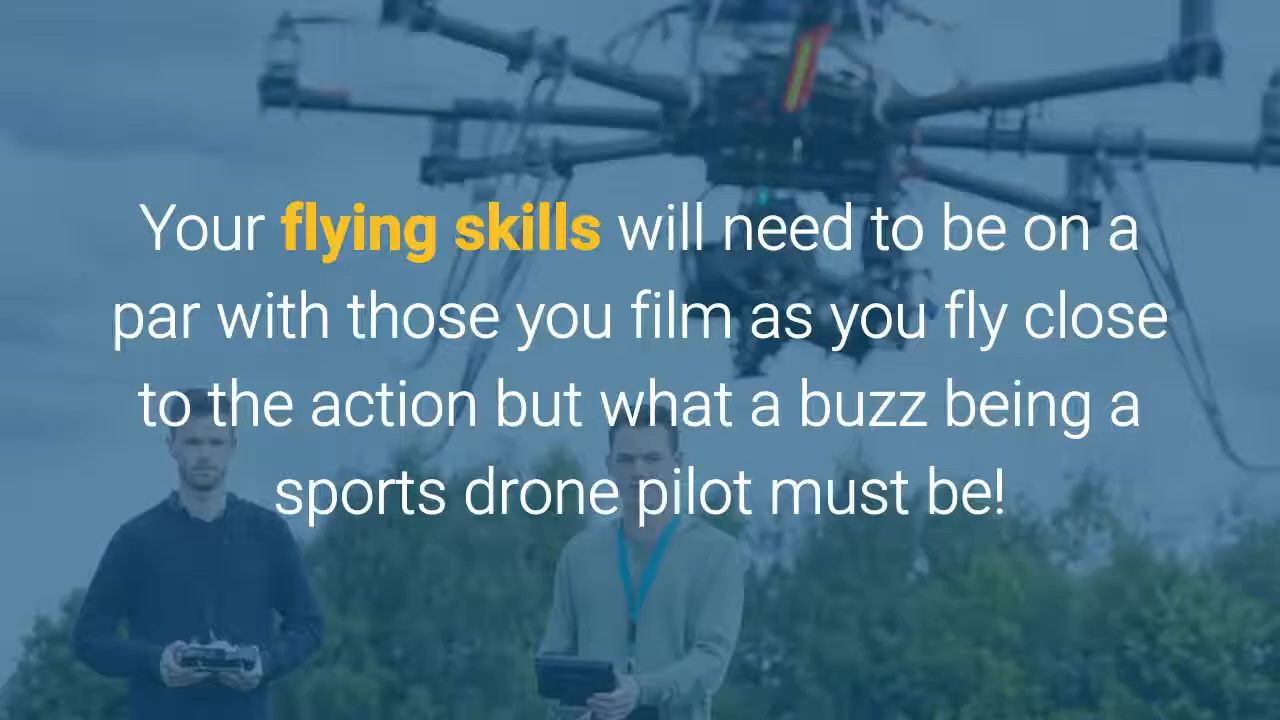 Your flying skills will need to be on a
par with those you film as you fly close
to the action but what a buzz being a
sports drone pilot must be!